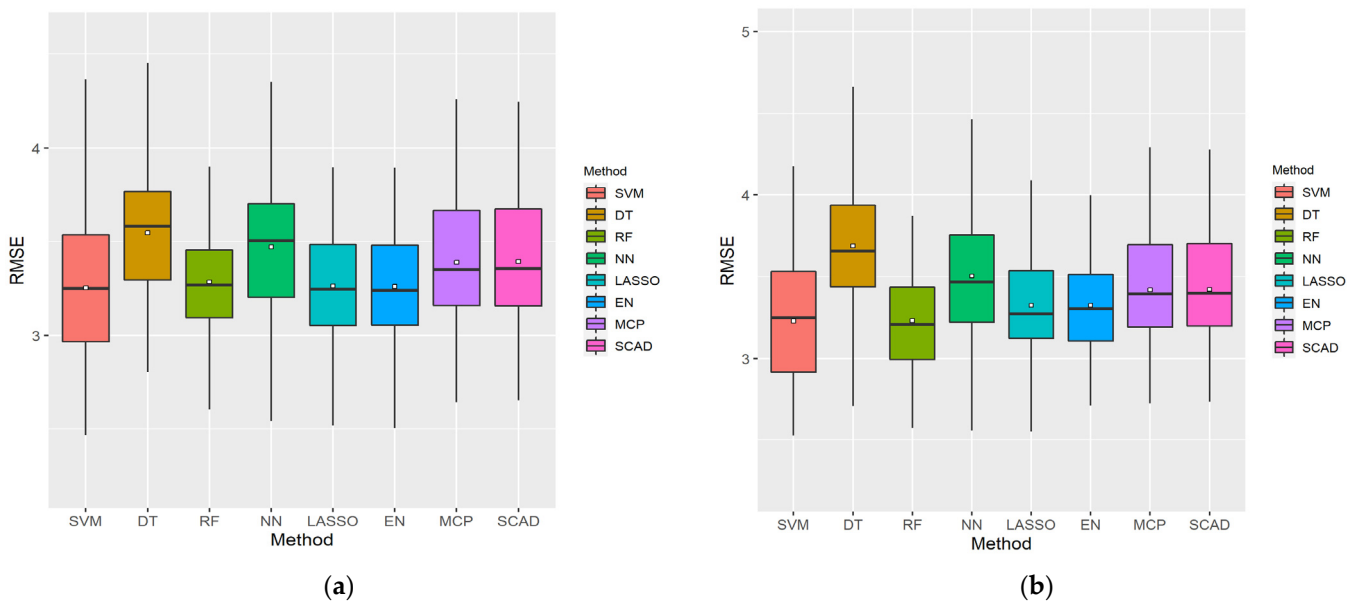 RMSE
4
3
SVM DT RF NN LASSO EN MCP SCAD
Method
Method
SVM
DT
RF
NN
LASSO
EN
MCP
SCAD
(a)
RMSE
5
4
3
SVM DT RF NN LASSO EN MCP SCAD
Method
Method
SVM
DT
RF
NN
LASSO
EN
MCP
SCAD
(b)